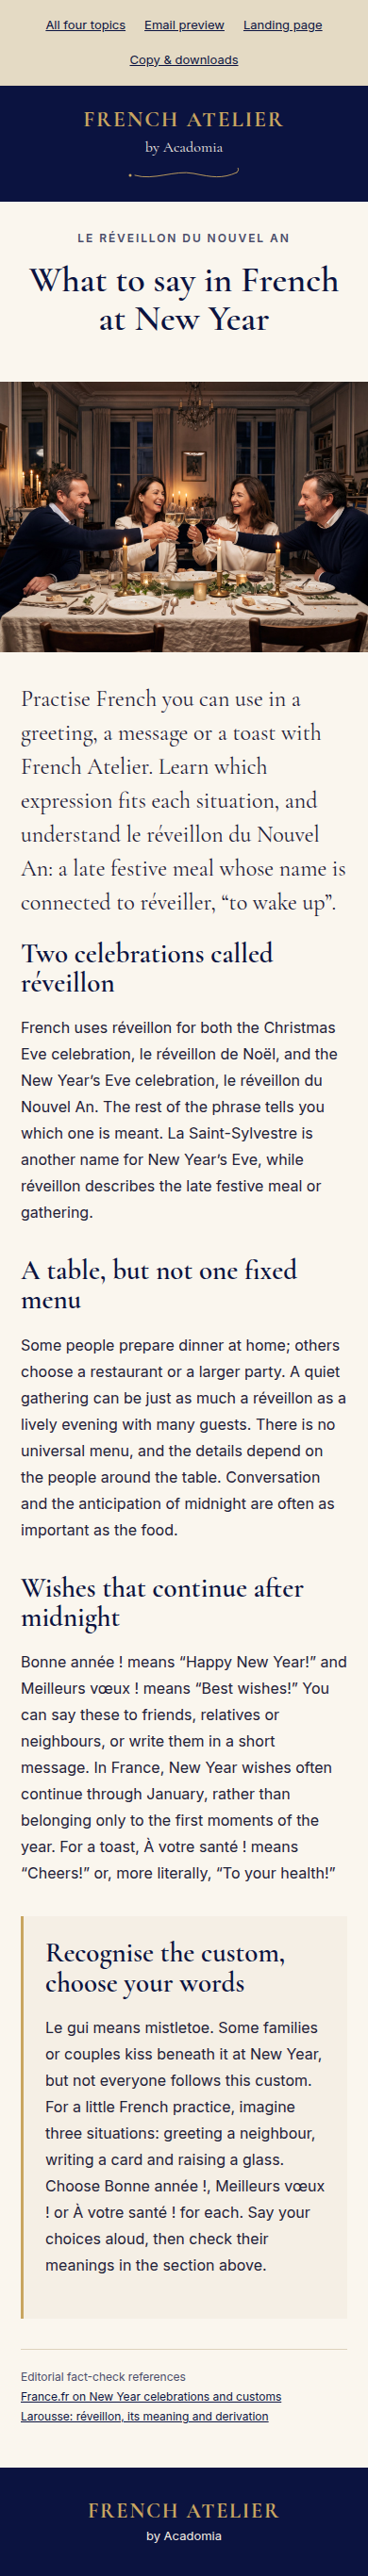 All four topics Email preview Landing page
Copy & downloads
FRENCH ATELIER
by Acadomia
LE RÉVEILLON DU NOUVEL AN
What to say in French
at New Year
Practise French you can use in a
greeting, a message or a toast with
French Atelier. Learn which
expression fits each situation, and
understand le réveillon du Nouvel
An: a late festive meal whose name is
connected to réveiller, “to wake up”.
Two celebrations called
réveillon
French uses réveillon for both the Christmas
Eve celebration, le réveillon de Noël, and the
New Year’s Eve celebration, le réveillon du
Nouvel An. The rest of the phrase tells you
which one is meant. La Saint-Sylvestre is
another name for New Year’s Eve, while
réveillon describes the late festive meal or
gathering.
A table, but not one fixed
menu
Some people prepare dinner at home; others
choose a restaurant or a larger party. A quiet
gathering can be just as much a réveillon as a
lively evening with many guests. There is no
universal menu, and the details depend on
the people around the table. Conversation
and the anticipation of midnight are often as
important as the food.
Wishes that continue after
midnight
Bonne année ! means “Happy New Year!” and
Meilleurs vœux ! means “Best wishes!” You
can say these to friends, relatives or
neighbours, or write them in a short
message. In France, New Year wishes often
continue through January, rather than
belonging only to the first moments of the
year. For a toast, À votre santé ! means
“Cheers!” or, more literally, “To your health!”
Recognise the custom,
choose your words
Le gui means mistletoe. Some families
or couples kiss beneath it at New Year,
but not everyone follows this custom.
For a little French practice, imagine
three situations: greeting a neighbour,
writing a card and raising a glass.
Choose Bonne année !, Meilleurs vœux
! or À votre santé ! for each. Say your
choices aloud, then check their
meanings in the section above.
Editorial fact-check references
France.fr on New Year celebrations and customs
Larousse: réveillon, its meaning and derivation
FRENCH ATELIER
by Acadomia